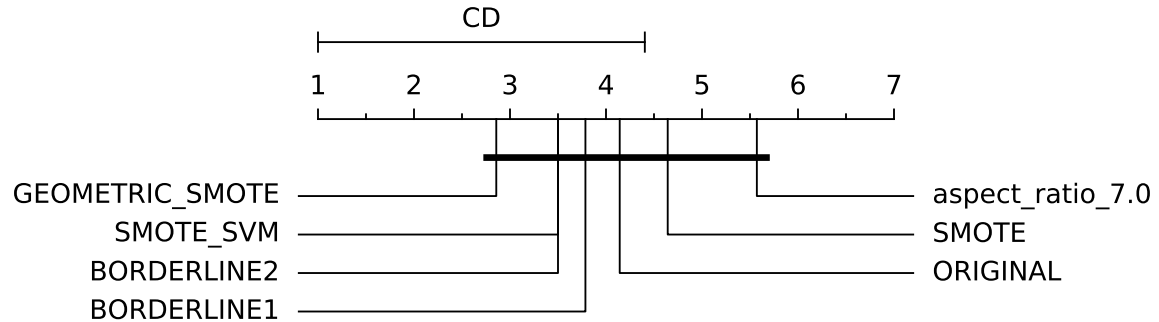 CD
1 2 3 4 5 6 7
GEOMETRIC_SMOTE aspect_ratio_7.0
SMOTE_SVM SMOTE
BORDERLINE2 ORIGINAL
BORDERLINE1